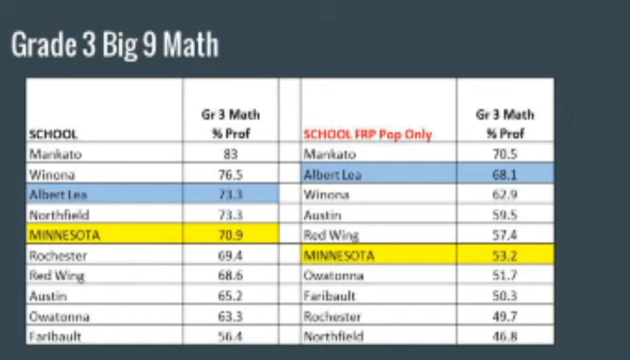 Grade 3 Big 9 Math
Gr 3 Math Gr 3 Math
SCHOOL % Prof SCHOOL FRP Pop Only % Prof
Mankato 83 Mankato 70.5
Winona 76.5 Albert Lea 68.1
Albert Lea 73.3 Winona 62.9
Northfield 73.3 Austin 59.5
MINNESOTA 70.9 Red Wing 57.4
Rochester 69.4 MINNESOTA 53.2
Red Wing 68.6 Owatonna 51.7
Austin 65.2 Faribault 50.3
Owatonna 63.3 Rochester 49.7
Faribault 56.4 Northfield 46.8